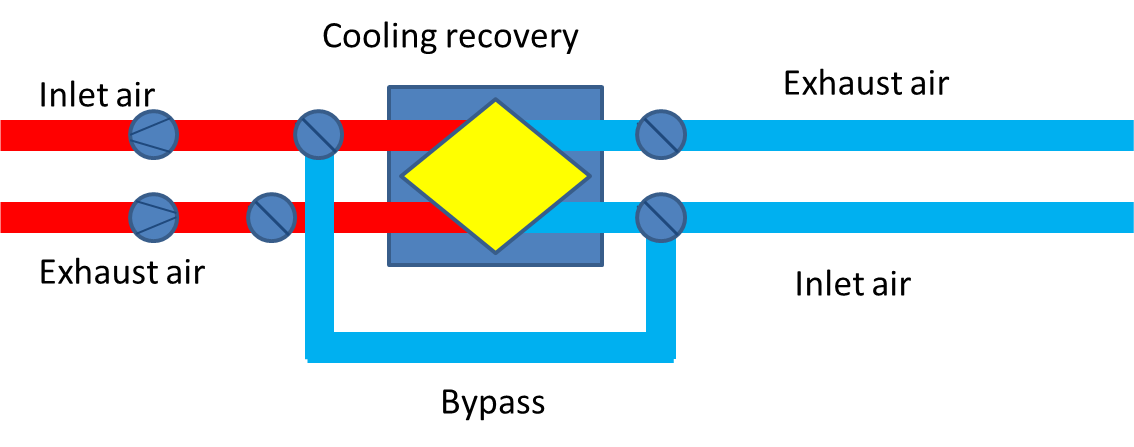 Cooling recovery
Exhaust air
Inlet air
Exhaust air
Inlet air
Bypass